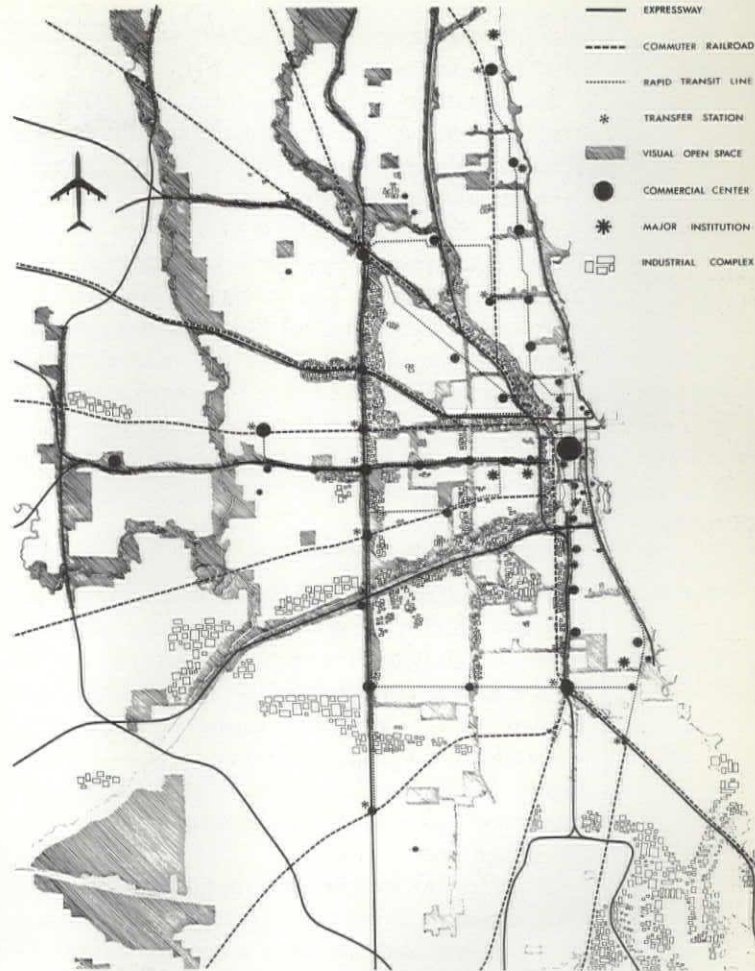 EXPRESSWAY
COMMUTER RAILROAD
RAPID TRANSIT LINE
TRANSFER STATION
VISUAL OPEN SPACE
COMMERCIAL CENTER
MAJOR INSTITUTION
INDUSTRIAL COMPLEX